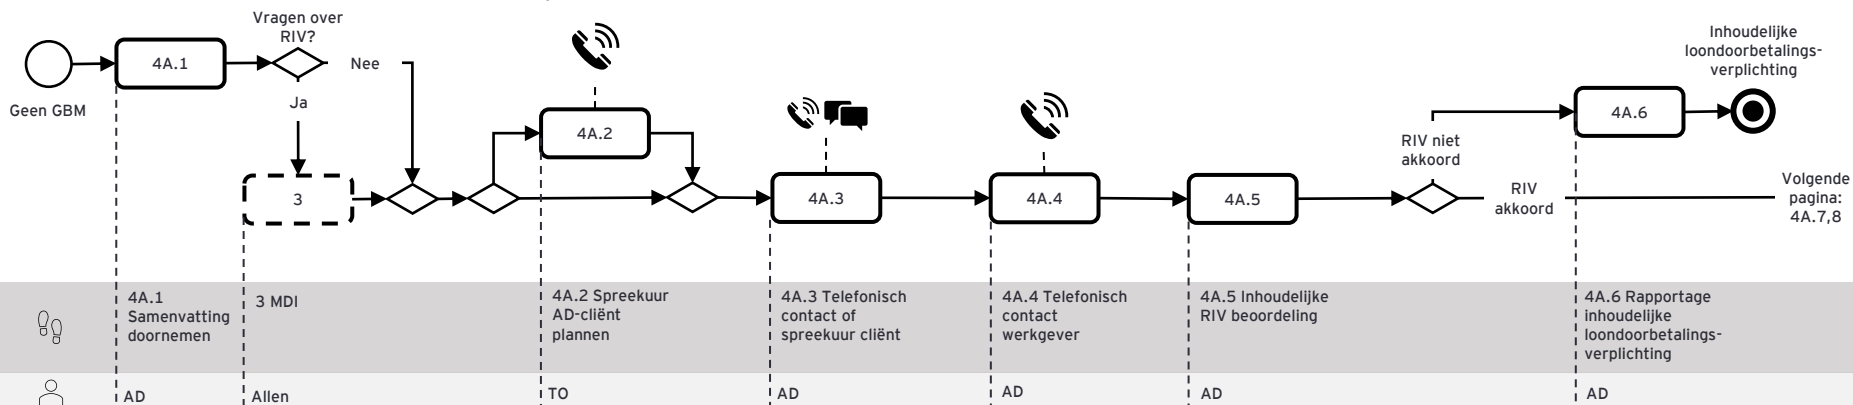 Vragen over
RIV?
Inhoudelijke
loondoorbetalings-
verplichting
4A.1
Nee
Geen GBM
Ja
4A.2
4A.6
RIV niet
akkoord
3
4A.3
4A.4
4A.5
RIV
akkoord
Volgende
pagina:
4A.7,8
4A.1
Samenvatting
doornemen
3 MDI
4A.2 Spreekuur
AD-cliënt
plannen
4A.3 Telefonisch
contact of
spreekuur cliënt
4A.4 Telefonisch
contact
werkgever
4A.5 Inhoudelijke
RIV beoordeling
4A.6 Rapportage
inhoudelijke
loondoorbetalings-
verplichting
AD
Allen
TO
AD
AD
AD
AD